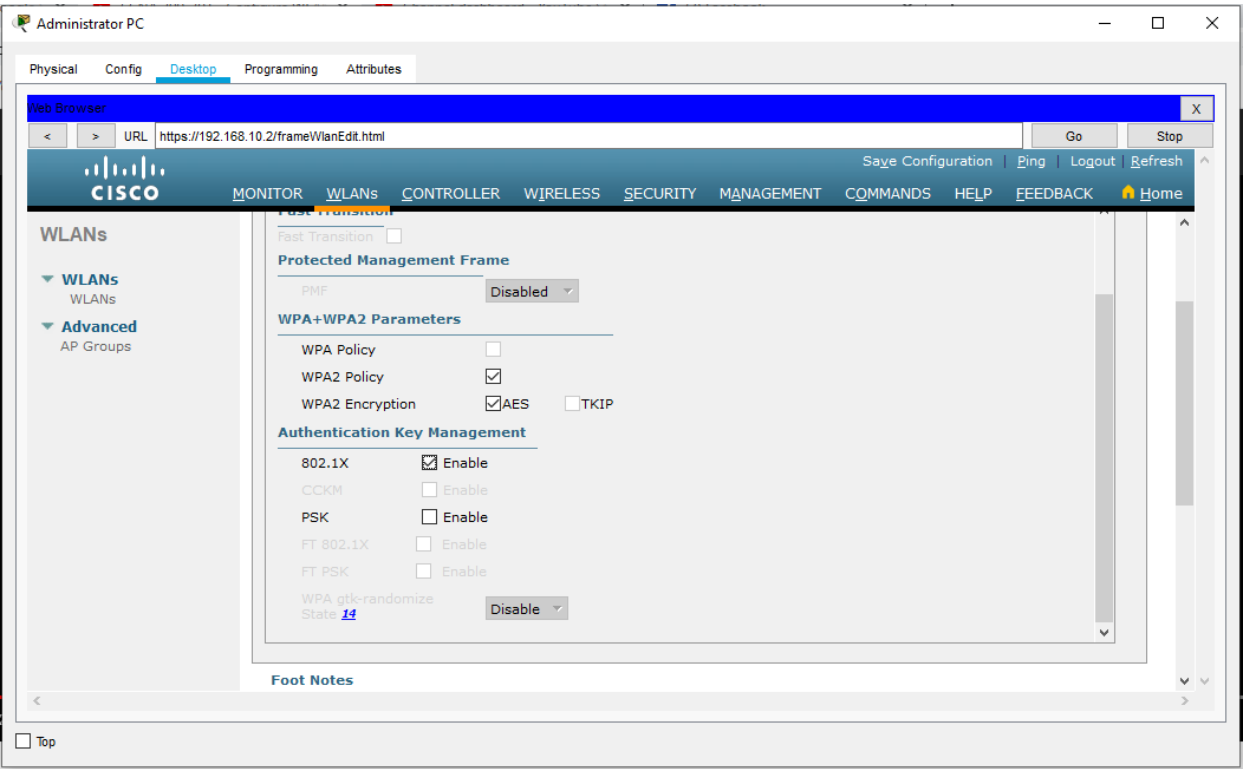 Administrator PC
Physical Config Desktop Programming Attributes
Web Browser X
< > URL https://192.168.10.2/frameWlanEdit.html Go Stop
Save Configuration | Ping | Logout | Refresh
CISCO MONITOR WLANs CONTROLLER WIRELESS SECURITY MANAGEMENT COMMANDS HELP FEEDBACK Home
WLANs
WLANs
WLANs
Advanced
AP Groups
Fast Transition
Fast Transition
Protected Management Frame
PMF Disabled
WPA+WPA2 Parameters
WPA Policy
WPA2 Policy
WPA2 Encryption AES TKIP
Authentication Key Management
802.1X Enable
CCKM Enable
PSK Enable
FT 802.1X Enable
FT PSK Enable
WPA gtk-randomize
State 14 Disable
Foot Notes
Top